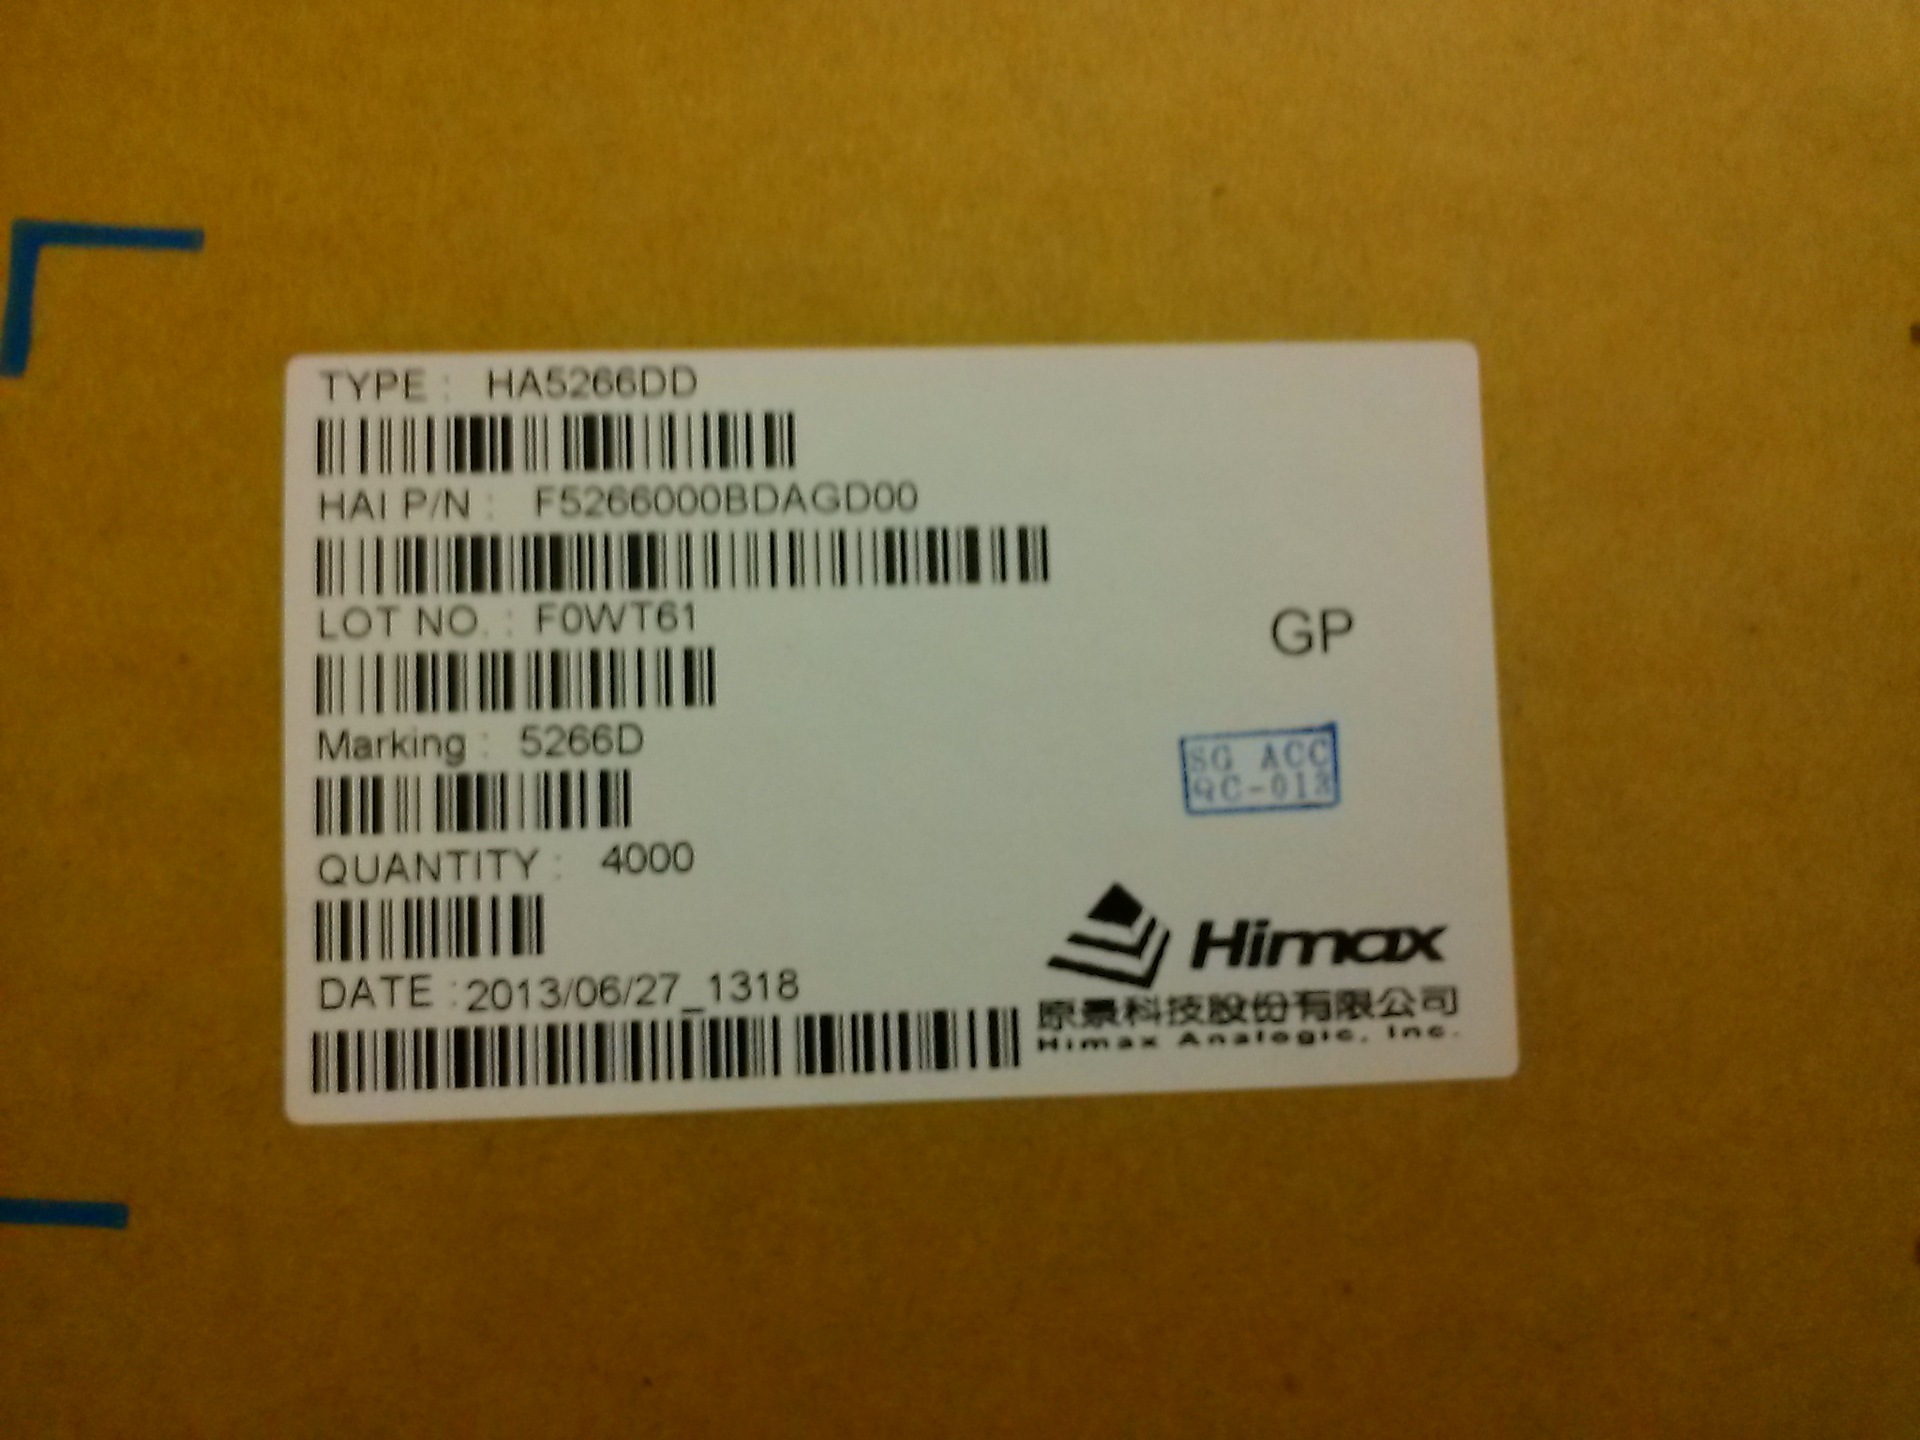 TYPE : HA5266DD
HAI P/N : F5266000BDAGD00
LOT NO. : F0WT61
GP
Marking : 5266D
SG ACC
QC-013
QUANTITY : 4000
Himax
DATE :2013/06/27_1318
原景科技股份有限公司
Himax Analogic, Inc.